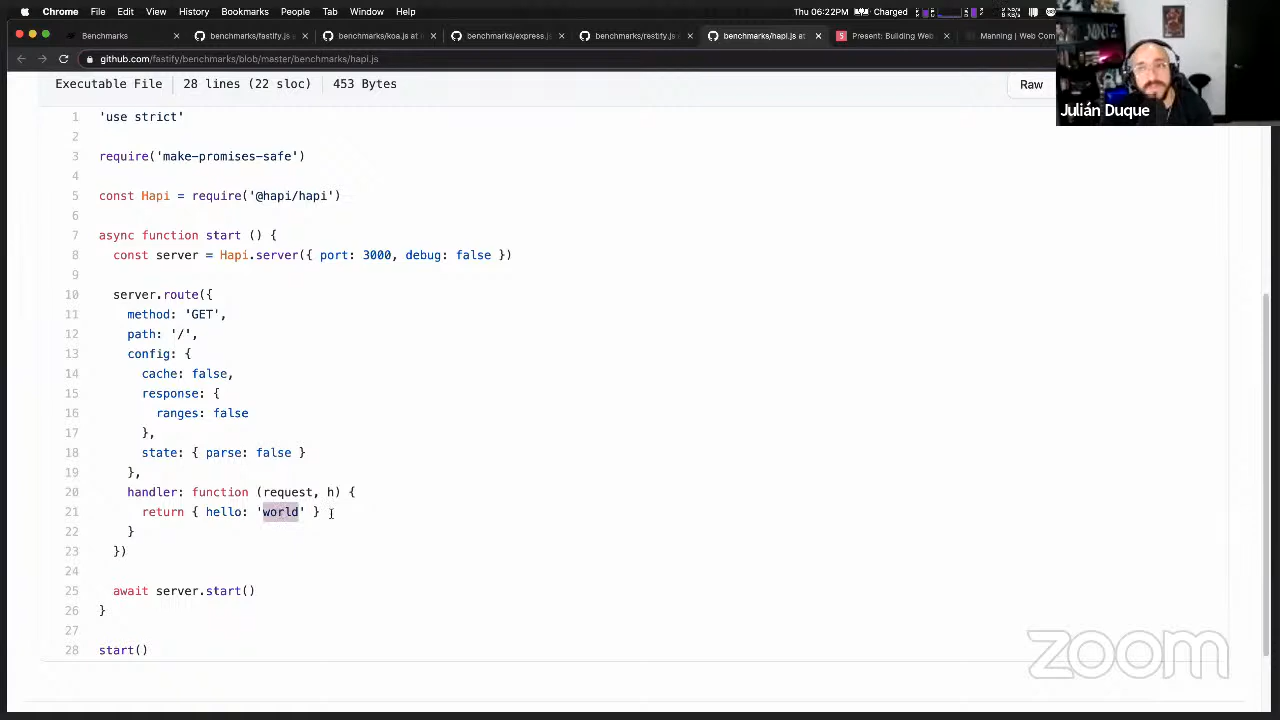 Chrome File Edit View History Bookmarks People Tab Window Help Thu 06:22PM Charged
Benchmarks benchmarks/fastify.js benchmarks/koa.js benchmarks/express.js benchmarks/restify.js benchmarks/hapi.js at Present: Building Web Manning | Web Com
github.com/fastify/benchmarks/blob/master/benchmarks/hapi.js
Executable File 28 lines (22 sloc) 453 Bytes Raw
Julián Duque
1 'use strict'
2
3 require('make-promises-safe')
4
5 const Hapi = require('@hapi/hapi')
6
7 async function start () {
8 const server = Hapi.server({ port: 3000, debug: false })
9
10 server.route({
11 method: 'GET',
12 path: '/',
13 config: {
14 cache: false,
15 response: {
16 ranges: false
17 },
18 state: { parse: false }
19 },
20 handler: function (request, h) {
21 return { hello: 'world' }
22 }
23 })
24
25 await server.start()
26 }
27
28 start()
zoom